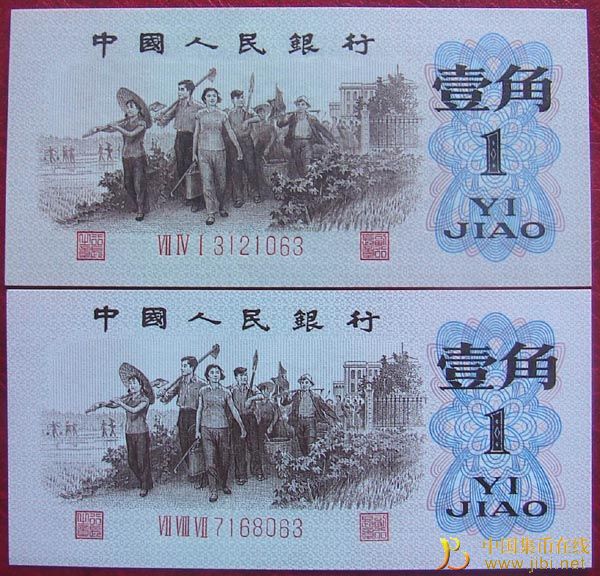 中國人民銀行
壹角
1
YI
JIAO
VII IV I 3121063
中國人民銀行
壹角
1
YI
JIAO
VII VIII VII 7168063
中国集币在线
www.jibi.net